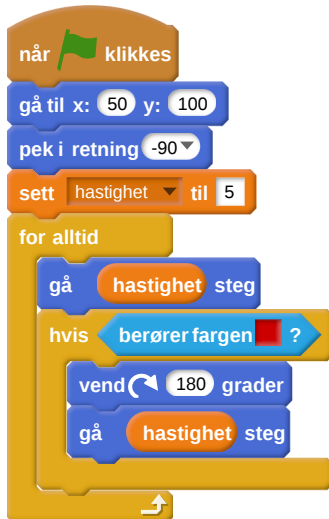 når klikkes
gå til x: 50 y: 100
pek i retning -90
sett hastighet til 5
for alltid
gå hastighet steg
hvis berører fargen ?
vend 180 grader
gå hastighet steg